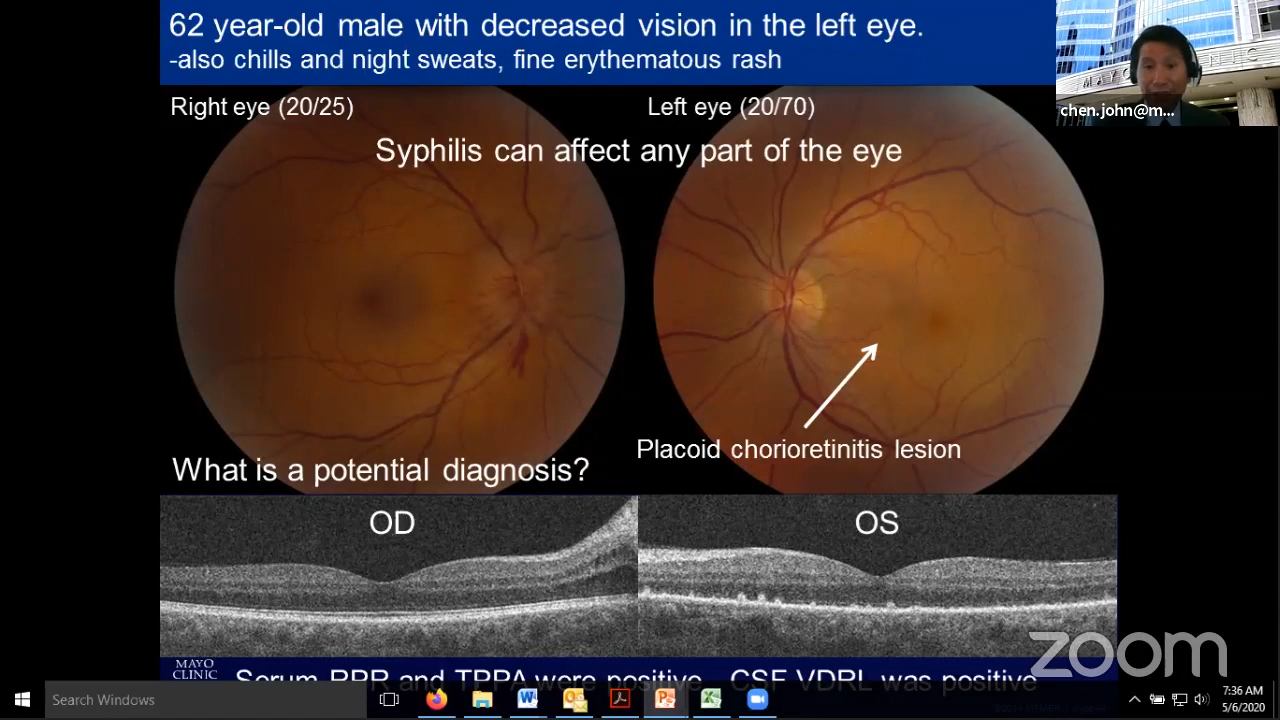 62 year-old male with decreased vision in the left eye.
-also chills and night sweats, fine erythematous rash
chen.john@m...
Right eye (20/25)
Left eye (20/70)
Syphilis can affect any part of the eye
Placoid chorioretinitis lesion
What is a potential diagnosis?
OD
OS
zoom
MAYO
CLINIC
Serum RPR and TPPA were positive
CSF VDRL was positive
Search Windows
7:36 AM
5/6/2020